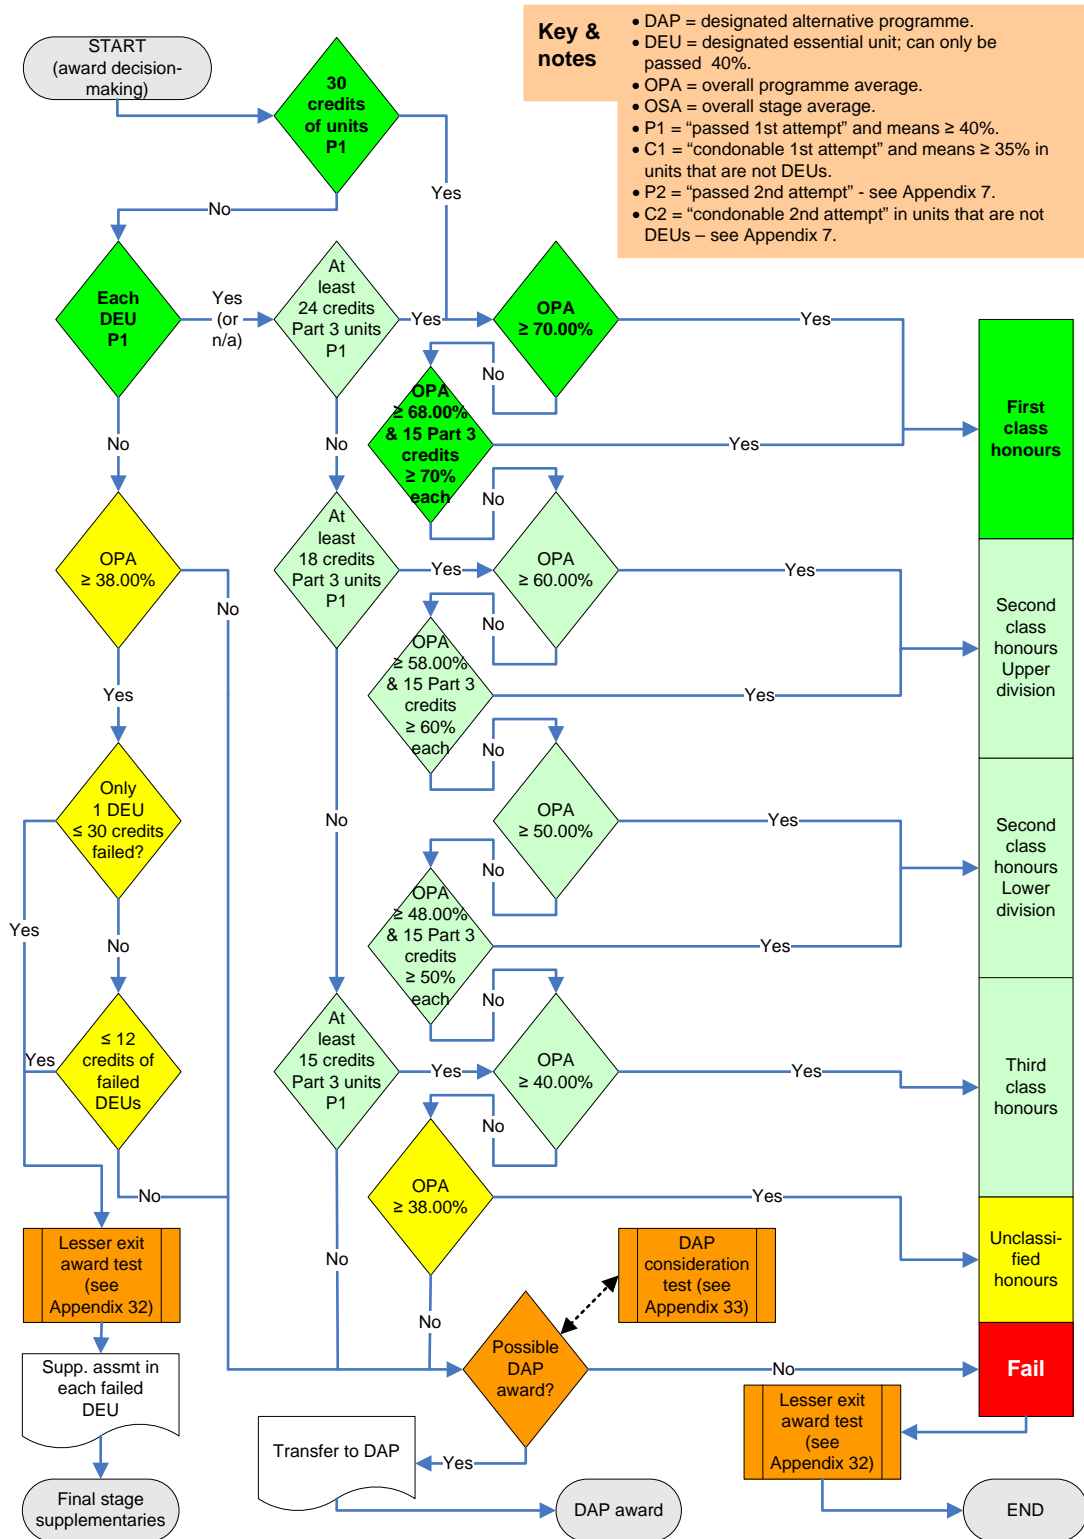 START
(award decision-
making)
Key &
notes
• DAP = designated alternative programme.
• DEU = designated essential unit; can only be
passed  40%.
• OPA = overall programme average.
• OSA = overall stage average.
• P1 = “passed 1st attempt” and means ≥ 40%.
• C1 = “condonable 1st attempt” and means ≥ 35% in
units that are not DEUs.
• P2 = “passed 2nd attempt” - see Appendix 7.
• C2 = “condonable 2nd attempt” in units that are not
DEUs – see Appendix 7.
30
credits
of units
P1
Yes
No
Each
DEU
P1
Yes
(or
n/a)
At
least
24 credits
Part 3 units
P1
Yes
OPA
≥ 70.00%
Yes
No
OPA
≥ 68.00%
& 15 Part 3
credits
≥ 70%
each
Yes
First
class
honours
No
No
No
OPA
≥ 38.00%
No
At
least
18 credits
Part 3 units
P1
Yes
OPA
≥ 60.00%
Yes
No
OPA
≥ 58.00%
& 15 Part 3
credits
≥ 60%
each
Yes
Second
class
honours
Upper
division
Yes
No
Only
1 DEU
≤ 30 credits
failed?
No
OPA
≥ 50.00%
Yes
No
OPA
≥ 48.00%
& 15 Part 3
credits
≥ 50%
each
Yes
Second
class
honours
Lower
division
Yes
No
No
≤ 12
credits of
failed
DEUs
Yes
At
least
15 credits
Part 3 units
P1
Yes
OPA
≥ 40.00%
Yes
Third
class
honours
No
No
OPA
≥ 38.00%
Yes
Unclassi-
fied
honours
No
No
Lesser exit
award test
(see
Appendix 32)
DAP
consideration
test (see
Appendix 33)
Possible
DAP
award?
No
Fail
Supp. assmt in
each failed
DEU
Transfer to DAP
Yes
Lesser exit
award test
(see
Appendix 32)
Final stage
supplementaries
DAP award
END